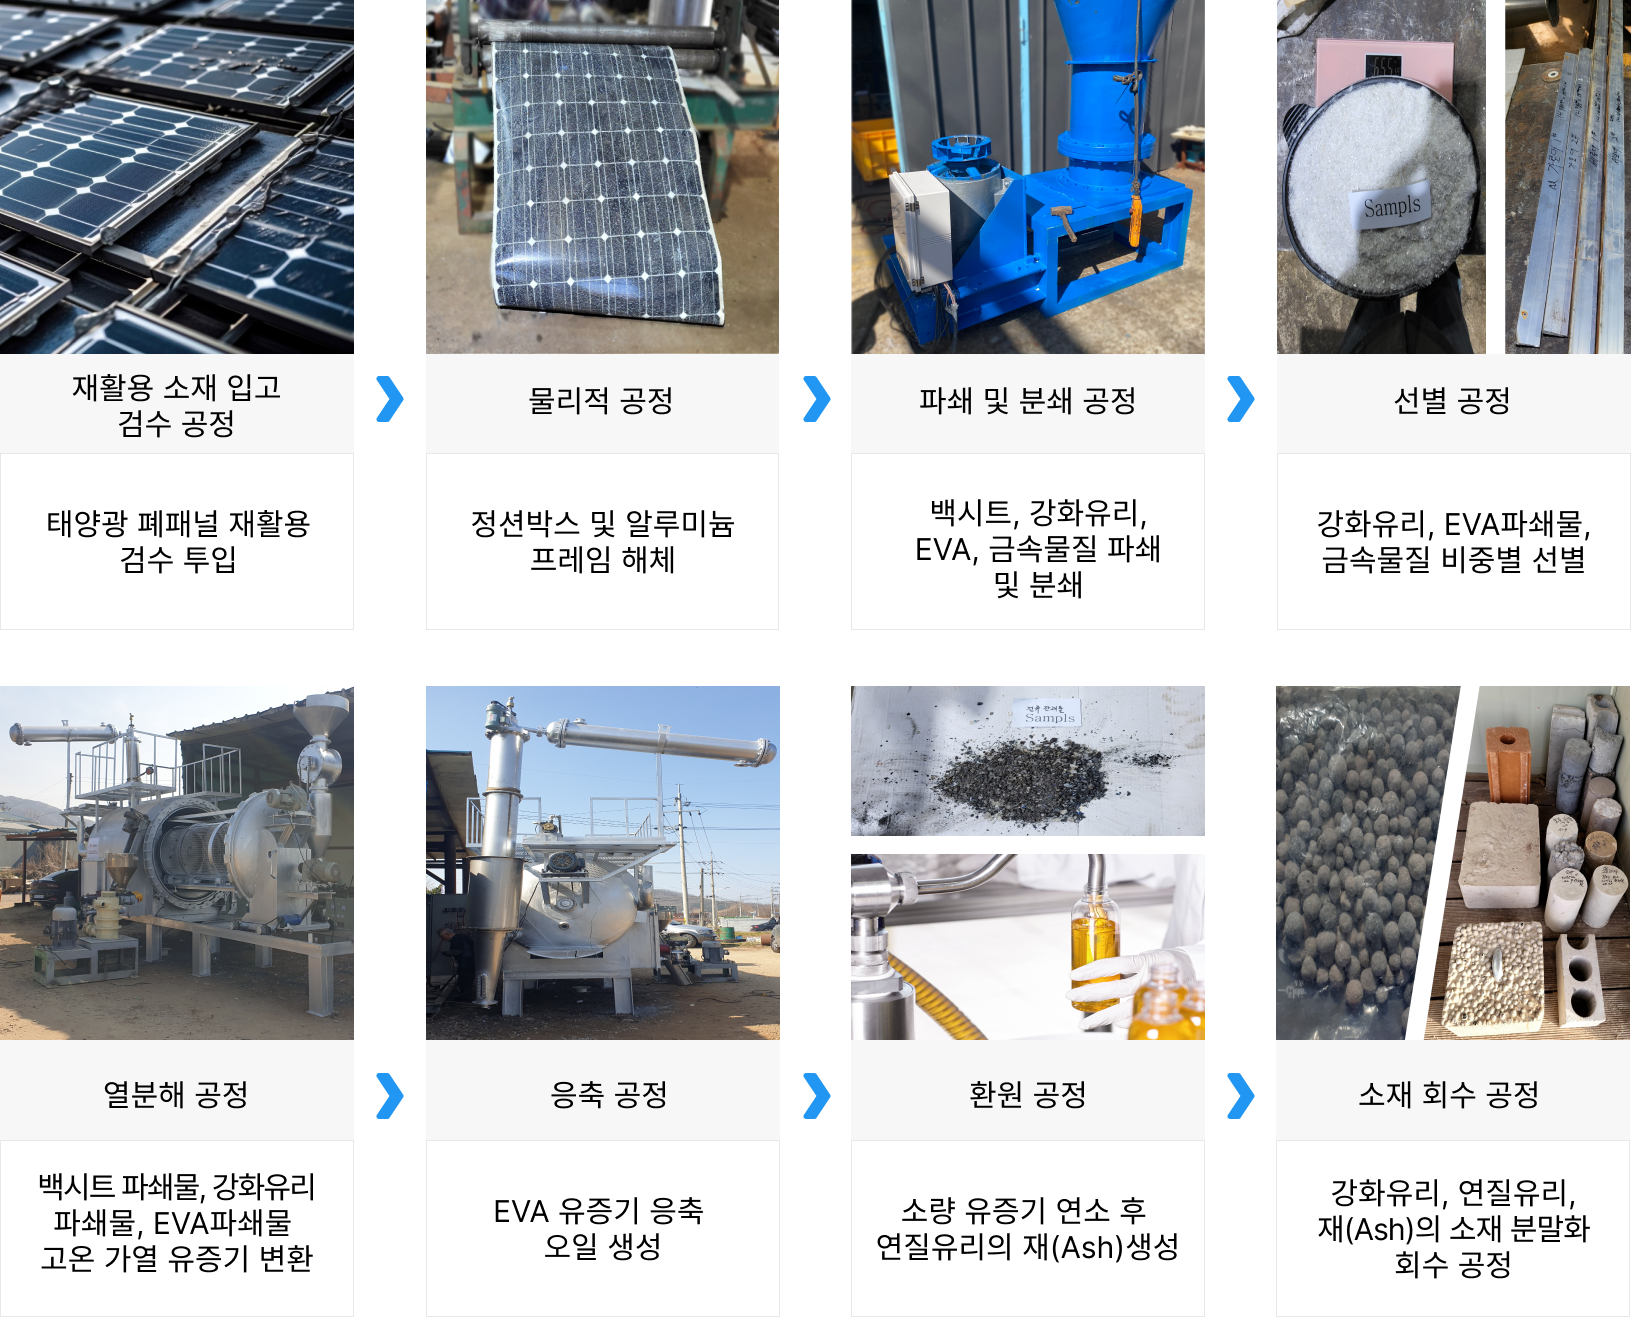 Sampls
재활용 소재 입고
검수 공정
물리적 공정
파쇄 및 분쇄 공정
선별 공정
태양광 폐패널 재활용
검수 투입
정션박스 및 알루미늄
프레임 해체
백시트, 강화유리,
EVA, 금속물질 파쇄
및 분쇄
강화유리, EVA파쇄물,
금속물질 비중별 선별
Sampls
열분해 공정
응축 공정
환원 공정
소재 회수 공정
백시트 파쇄물, 강화유리
파쇄물, EVA파쇄물
고온 가열 유증기 변환
EVA 유증기 응축
오일 생성
소량 유증기 연소 후
연질유리의 재(Ash)생성
강화유리, 연질유리,
재(Ash)의 소재 분말화
회수 공정